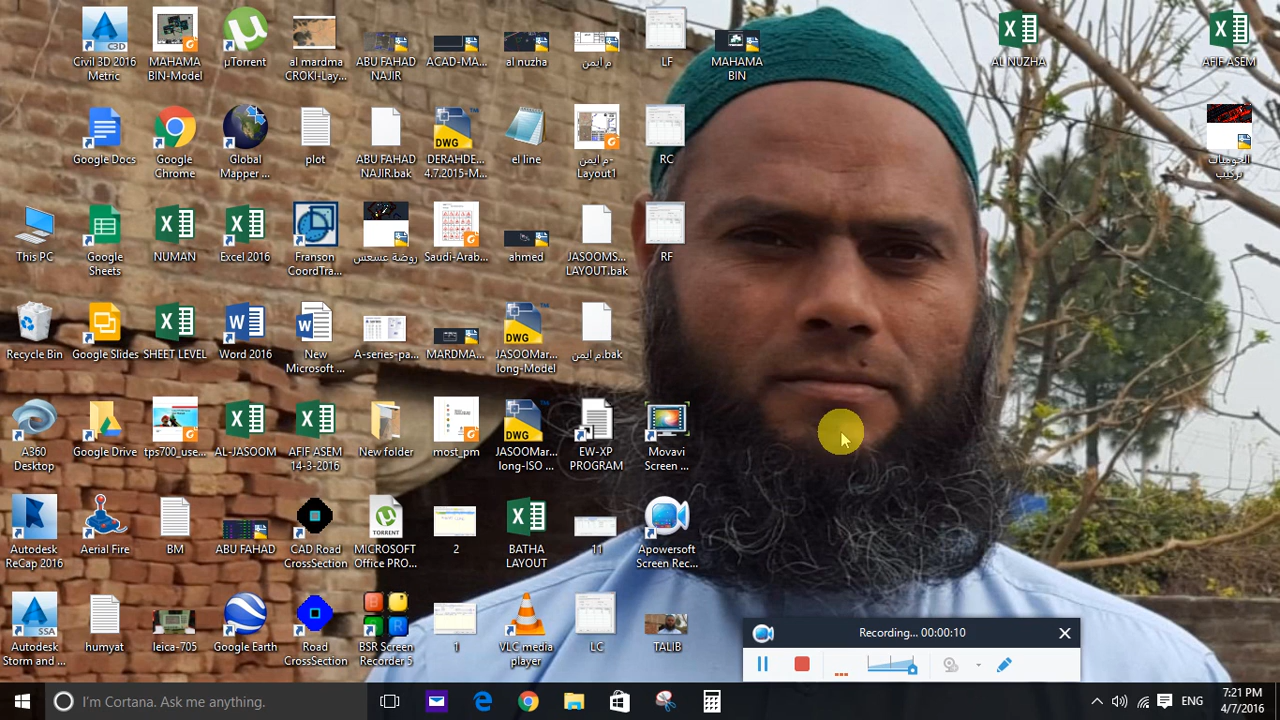 Civil 3D 2016
Metric
MAHAMA
BIN-Model
µTorrent
al mardma
CROKI-Lay...
ABU FAHAD
NAJIR
ACAD-MA...
al nuzha
م ايمن
LF
MAHAMA
BIN
AL NUZHA
AFIF ASEM
Google Docs
Google
Chrome
Global
Mapper ...
plot
ABU FAHAD
NAJIR.bak
DERAHDE...
4.7.2015-M...
el line
م ايمن-
Layout1
RC
تركيب
This PC
Google
Sheets
NUMAN
Excel 2016
Franson
CoordTra...
روضة عسعس
Saudi-Arab...
ahmed
JASOOMS...
LAYOUT.bak
RF
Recycle Bin
Google Slides
SHEET LEVEL
Word 2016
New
Microsoft ...
A-series-pa...
MARDMA...
JASOOMar...
long-Model
م ايمن.bak
A360
Desktop
Google Drive
tps700_use...
AL-JASOOM
AFIF ASEM
14-3-2016
New folder
most_pm
JASOOMar...
long-ISO ...
EW-XP
PROGRAM
Movavi
Screen ...
Autodesk
ReCap 2016
Aerial Fire
BM
ABU FAHAD
CAD Road
CrossSection
MICROSOFT
Office PRO...
2
BATHA
LAYOUT
11
Apowersoft
Screen Rec...
Autodesk
Storm and ...
humyat
leica-705
Google Earth
Road
CrossSection
BSR Screen
Recorder 5
1
VLC media
player
LC
TALIB
Recording... 00:00:10
I'm Cortana. Ask me anything.
ENG
7:21 PM
4/7/2016
C3D
DWG
DWG
DWG
TORRENT
SSA